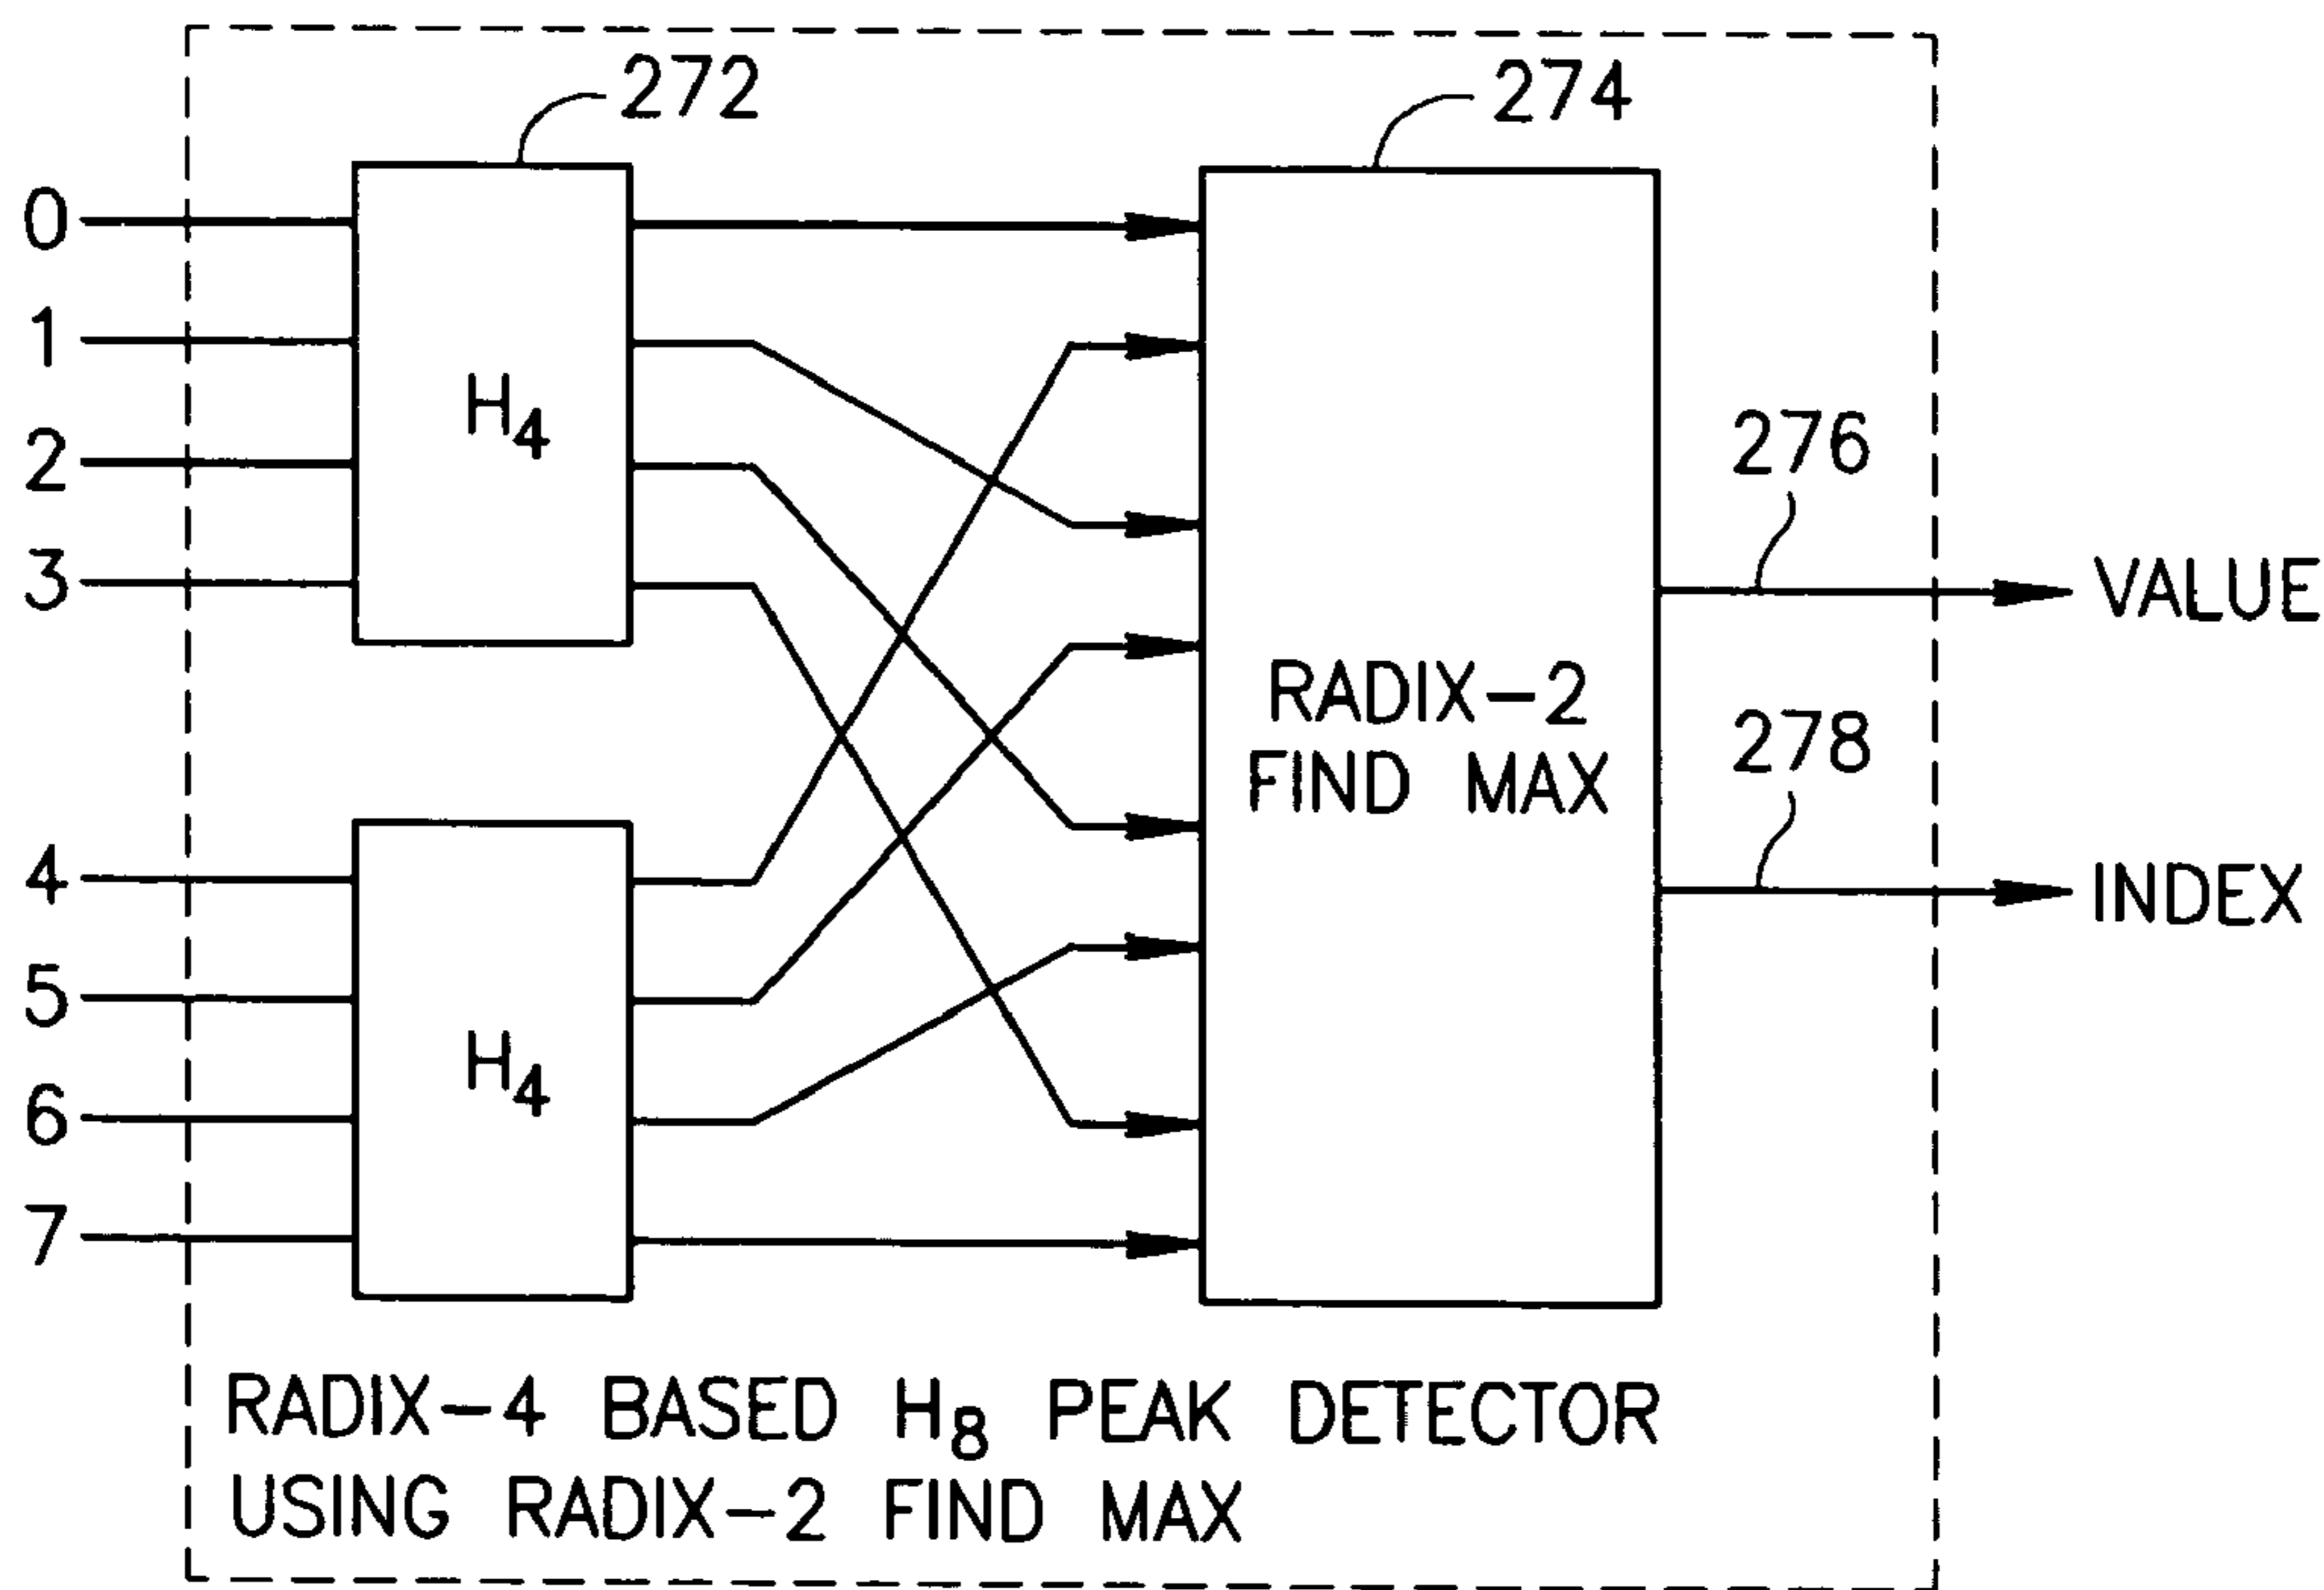 272
274
0
1
2
3
H4
276
VALUE
RADIX-2
FIND MAX
278
INDEX
4
5
6
7
H4
RADIX-4 BASED H8 PEAK DETECTOR
USING RADIX-2 FIND MAX